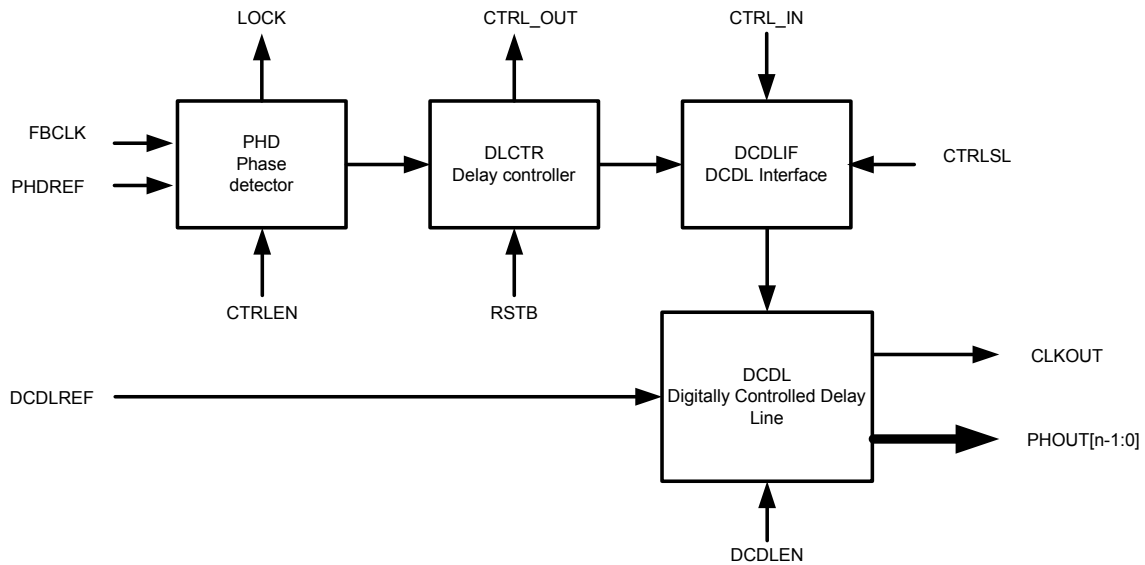 LOCK
CTRL_OUT
CTRL_IN
FBCLK
PHDREF
PHD
Phase
detector
DLCTR
Delay controller
DCDLIF
DCDL Interface
CTRLSL
CTRLEN
RSTB
DCDLREF
DCDL
Digitally Controlled Delay
Line
CLKOUT
PHOUT[n-1:0]
DCDLEN